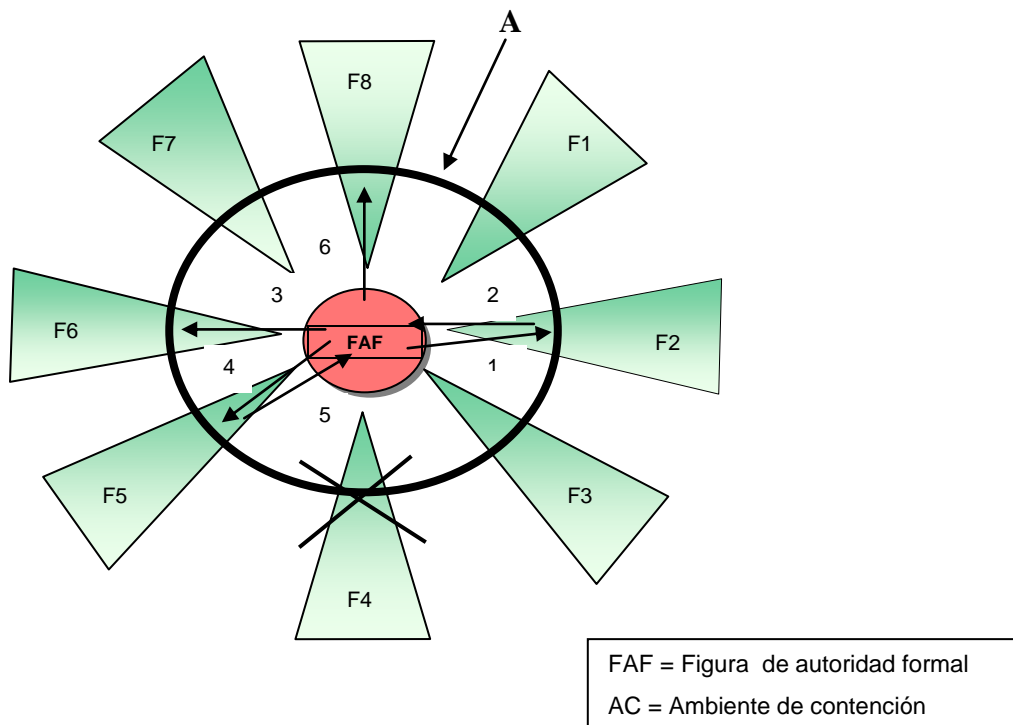 A
F8
F7
F1
6
3
2
F6
FAF
F2
4
1
5
F5
F3
F4
FAF = Figura de autoridad formal
AC = Ambiente de contención